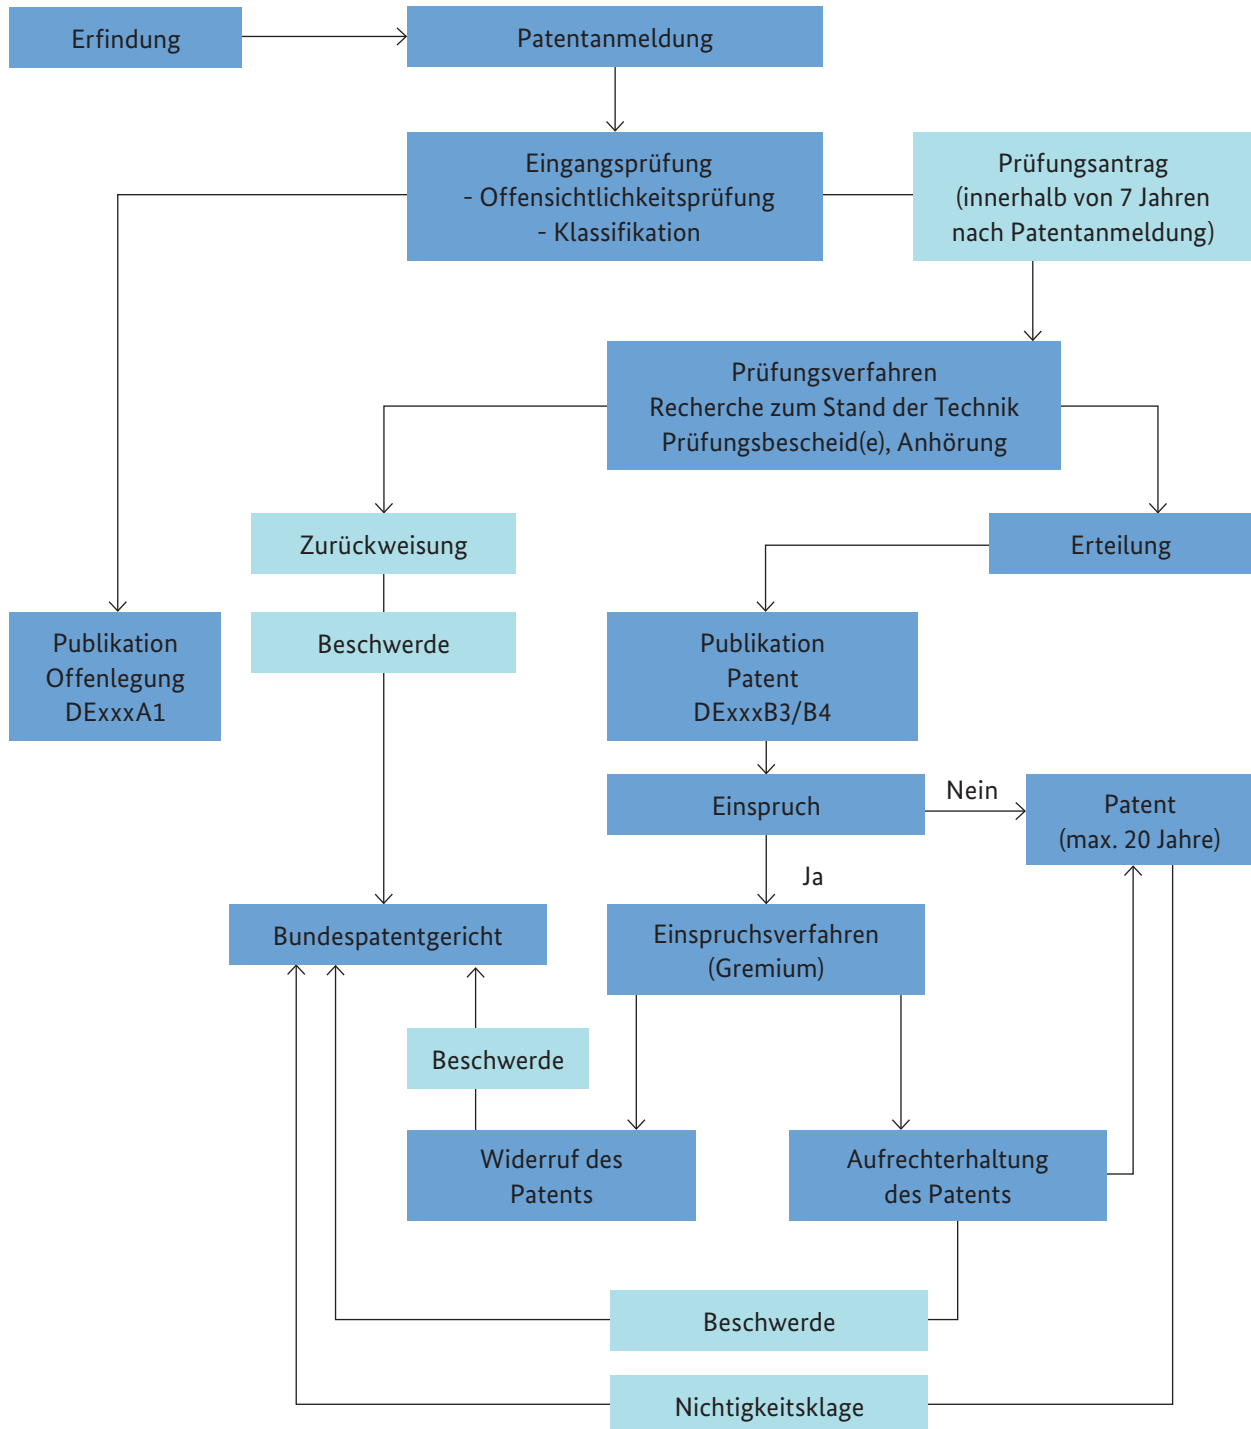 Erfindung
Patentanmeldung
Eingangsprüfung
- Offensichtlichkeitsprüfung
- Klassifikation
Prüfungsantrag
(innerhalb von 7 Jahren
nach Patentanmeldung)
Prüfungsverfahren
Recherche zum Stand der Technik
Prüfungsbescheid(e), Anhörung
Zurückweisung
Erteilung
Beschwerde
Publikation
Offenlegung
DExxxA1
Publikation
Patent
DExxxB3/B4
Einspruch
Nein
Patent
(max. 20 Jahre)
Ja
Bundespatentgericht
Einspruchsverfahren
(Gremium)
Beschwerde
Widerruf des
Patents
Aufrechterhaltung
des Patents
Beschwerde
Nichtigkeitsklage